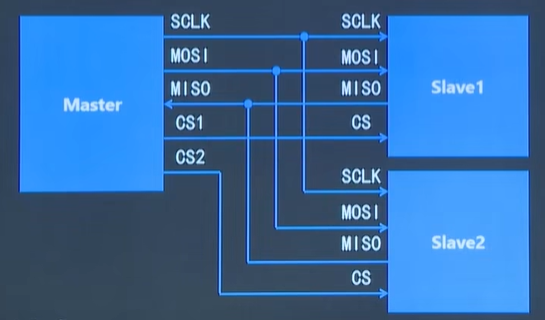 SCLK
MOSI
MISO
CS1
CS2
Master
SCLK
MOSI
MISO
CS
Slave1
SCLK
MOSI
MISO
CS
Slave2